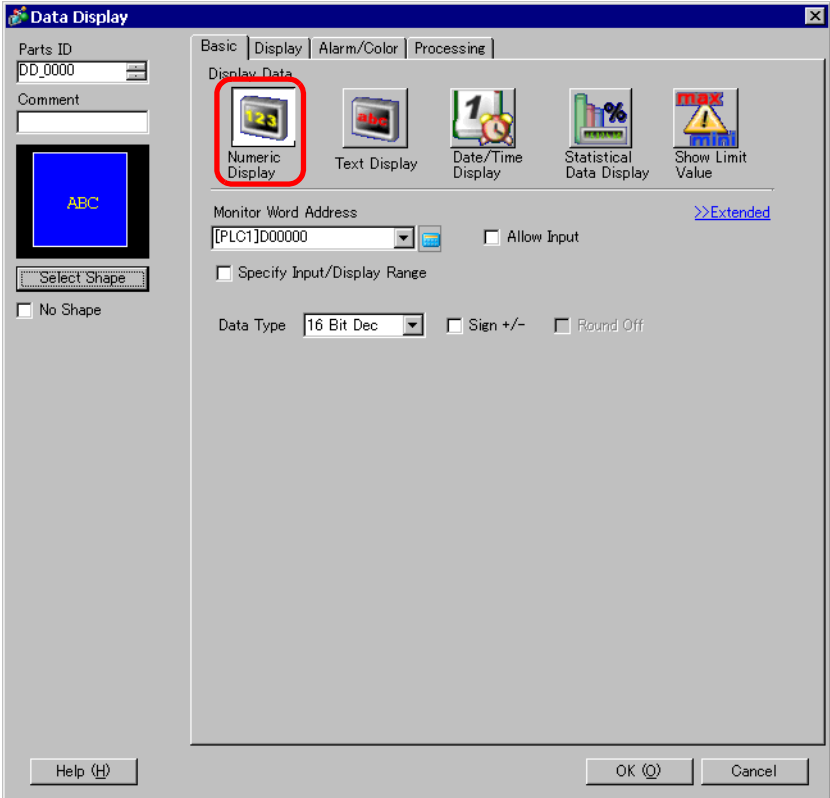 Data Display
Parts ID
DD_0000
Comment
ABC
Select Shape
No Shape
Basic Display Alarm/Color Processing
Display Data
123
Numeric
Display
abc
Text Display
1
Date/Time
Display
%
Statistical
Data Display
max
mini
Show Limit
Value
Monitor Word Address
>>Extended
[PLC1]D00000
Allow Input
Specify Input/Display Range
Data Type 16 Bit Dec Sign +/- Round Off
Help (H) OK (O) Cancel